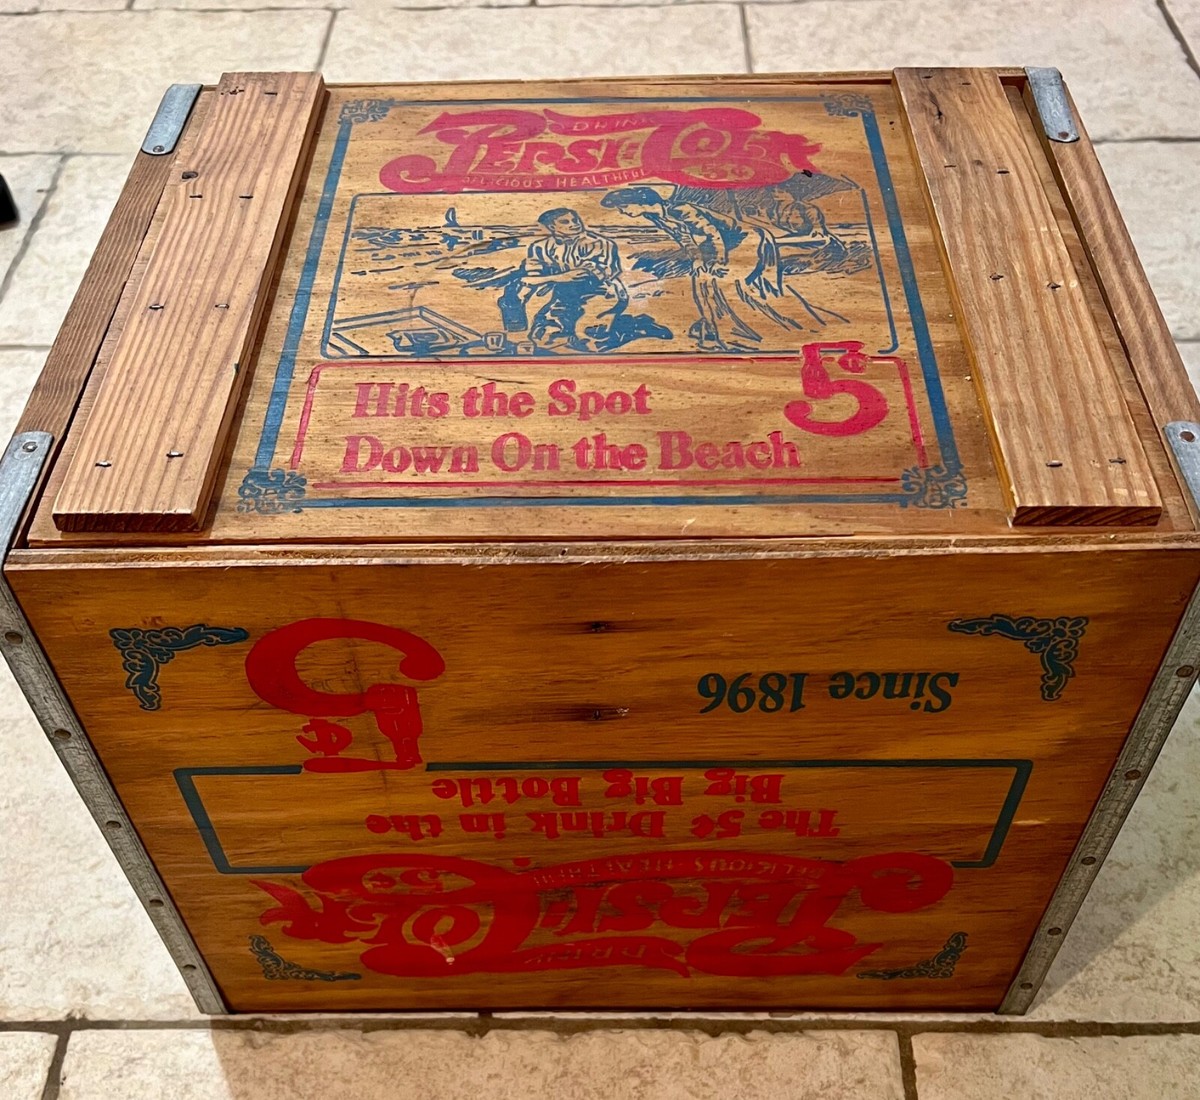 DRINK
PEPSI:COLA
DELICIOUS HEALTHFUL 5¢
5¢
Hits the Spot
Down On the Beach
DRINK
PEPSI:COLA
DELICIOUS-HEALTHFUL 5¢
The 5¢ Drink in the
Big Big Bottle
5¢
Since 1896